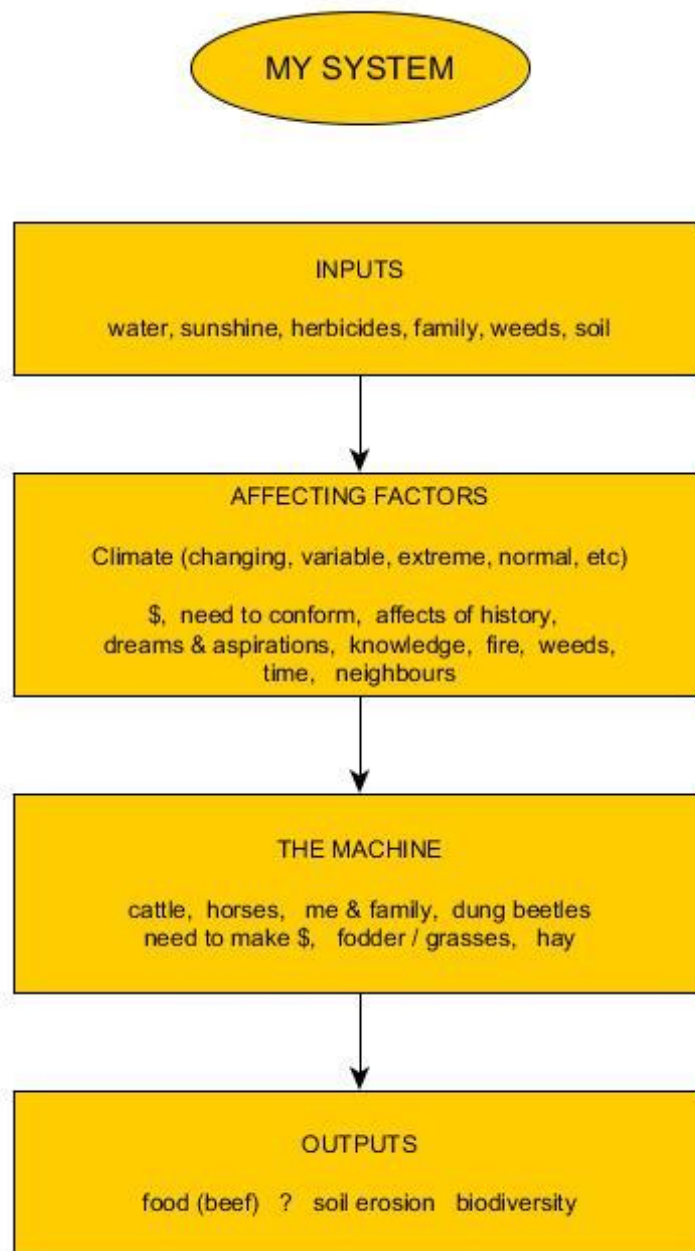 MY SYSTEM
INPUTS
water, sunshine, herbicides, family, weeds, soil
AFFECTING FACTORS
Climate (changing, variable, extreme, normal, etc)
$, need to conform, affects of history,
dreams & aspirations, knowledge, fire, weeds,
time, neighbours
THE MACHINE
cattle, horses, me & family, dung beetles
need to make $, fodder / grasses, hay
OUTPUTS
food (beef) ? soil erosion biodiversity